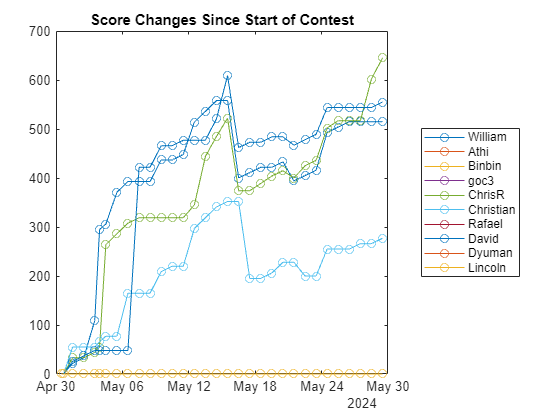 Score Changes Since Start of Contest
700
600
500
400
300
200
100
0
Apr 30 May 06 May 12 May 18 May 24 May 30
2024
William
Athi
Binbin
goc3
ChrisR
Christian
Rafael
David
Dyuman
Lincoln